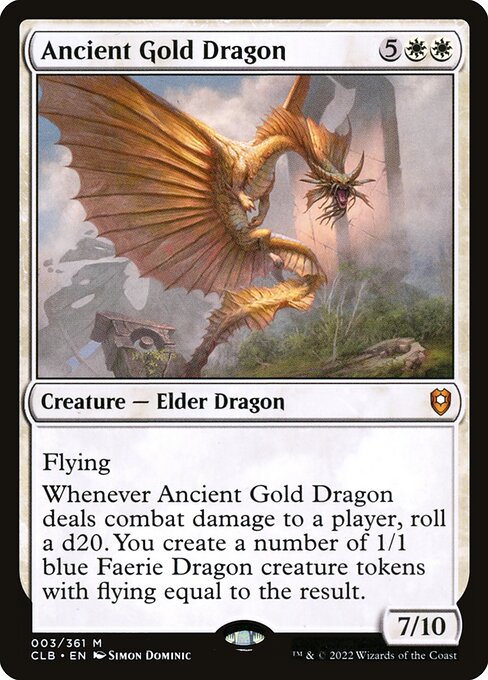 Ancient Gold Dragon 5
Creature — Elder Dragon
Flying
Whenever Ancient Gold Dragon
deals combat damage to a player, roll
a d20. You create a number of 1/1
blue Faerie Dragon creature tokens
with flying equal to the result.
7/10
003/361 M
CLB • EN Simon Dominic
™ & © 2022 Wizards of the Coast